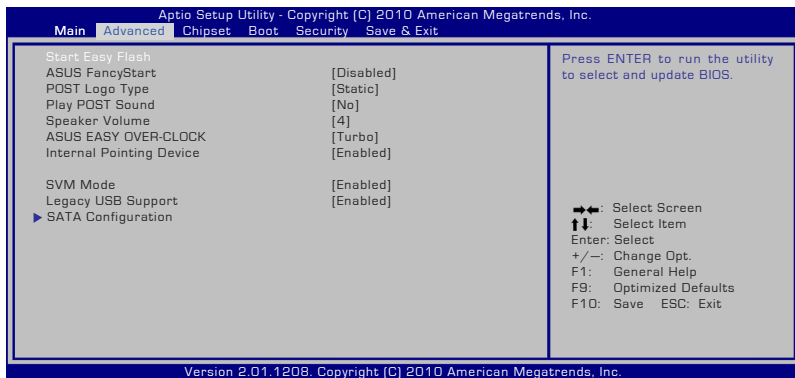 Aptio Setup Utility - Copyright (C) 2010 American Megatrends, Inc.
Main Advanced Chipset Boot Security Save & Exit
Start Easy Flash
ASUS FancyStart [Disabled]
POST Logo Type [Static]
Play POST Sound [No]
Speaker Volume [4]
ASUS EASY OVER-CLOCK [Turbo]
Internal Pointing Device [Enabled]
SVM Mode [Enabled]
Legacy USB Support [Enabled]
SATA Configuration
Press ENTER to run the utility
to select and update BIOS.
→←: Select Screen
↑↓: Select Item
Enter: Select
+/—: Change Opt.
F1: General Help
F9: Optimized Defaults
F10: Save ESC: Exit
Version 2.01.1208. Copyright (C) 2010 American Megatrends, Inc.